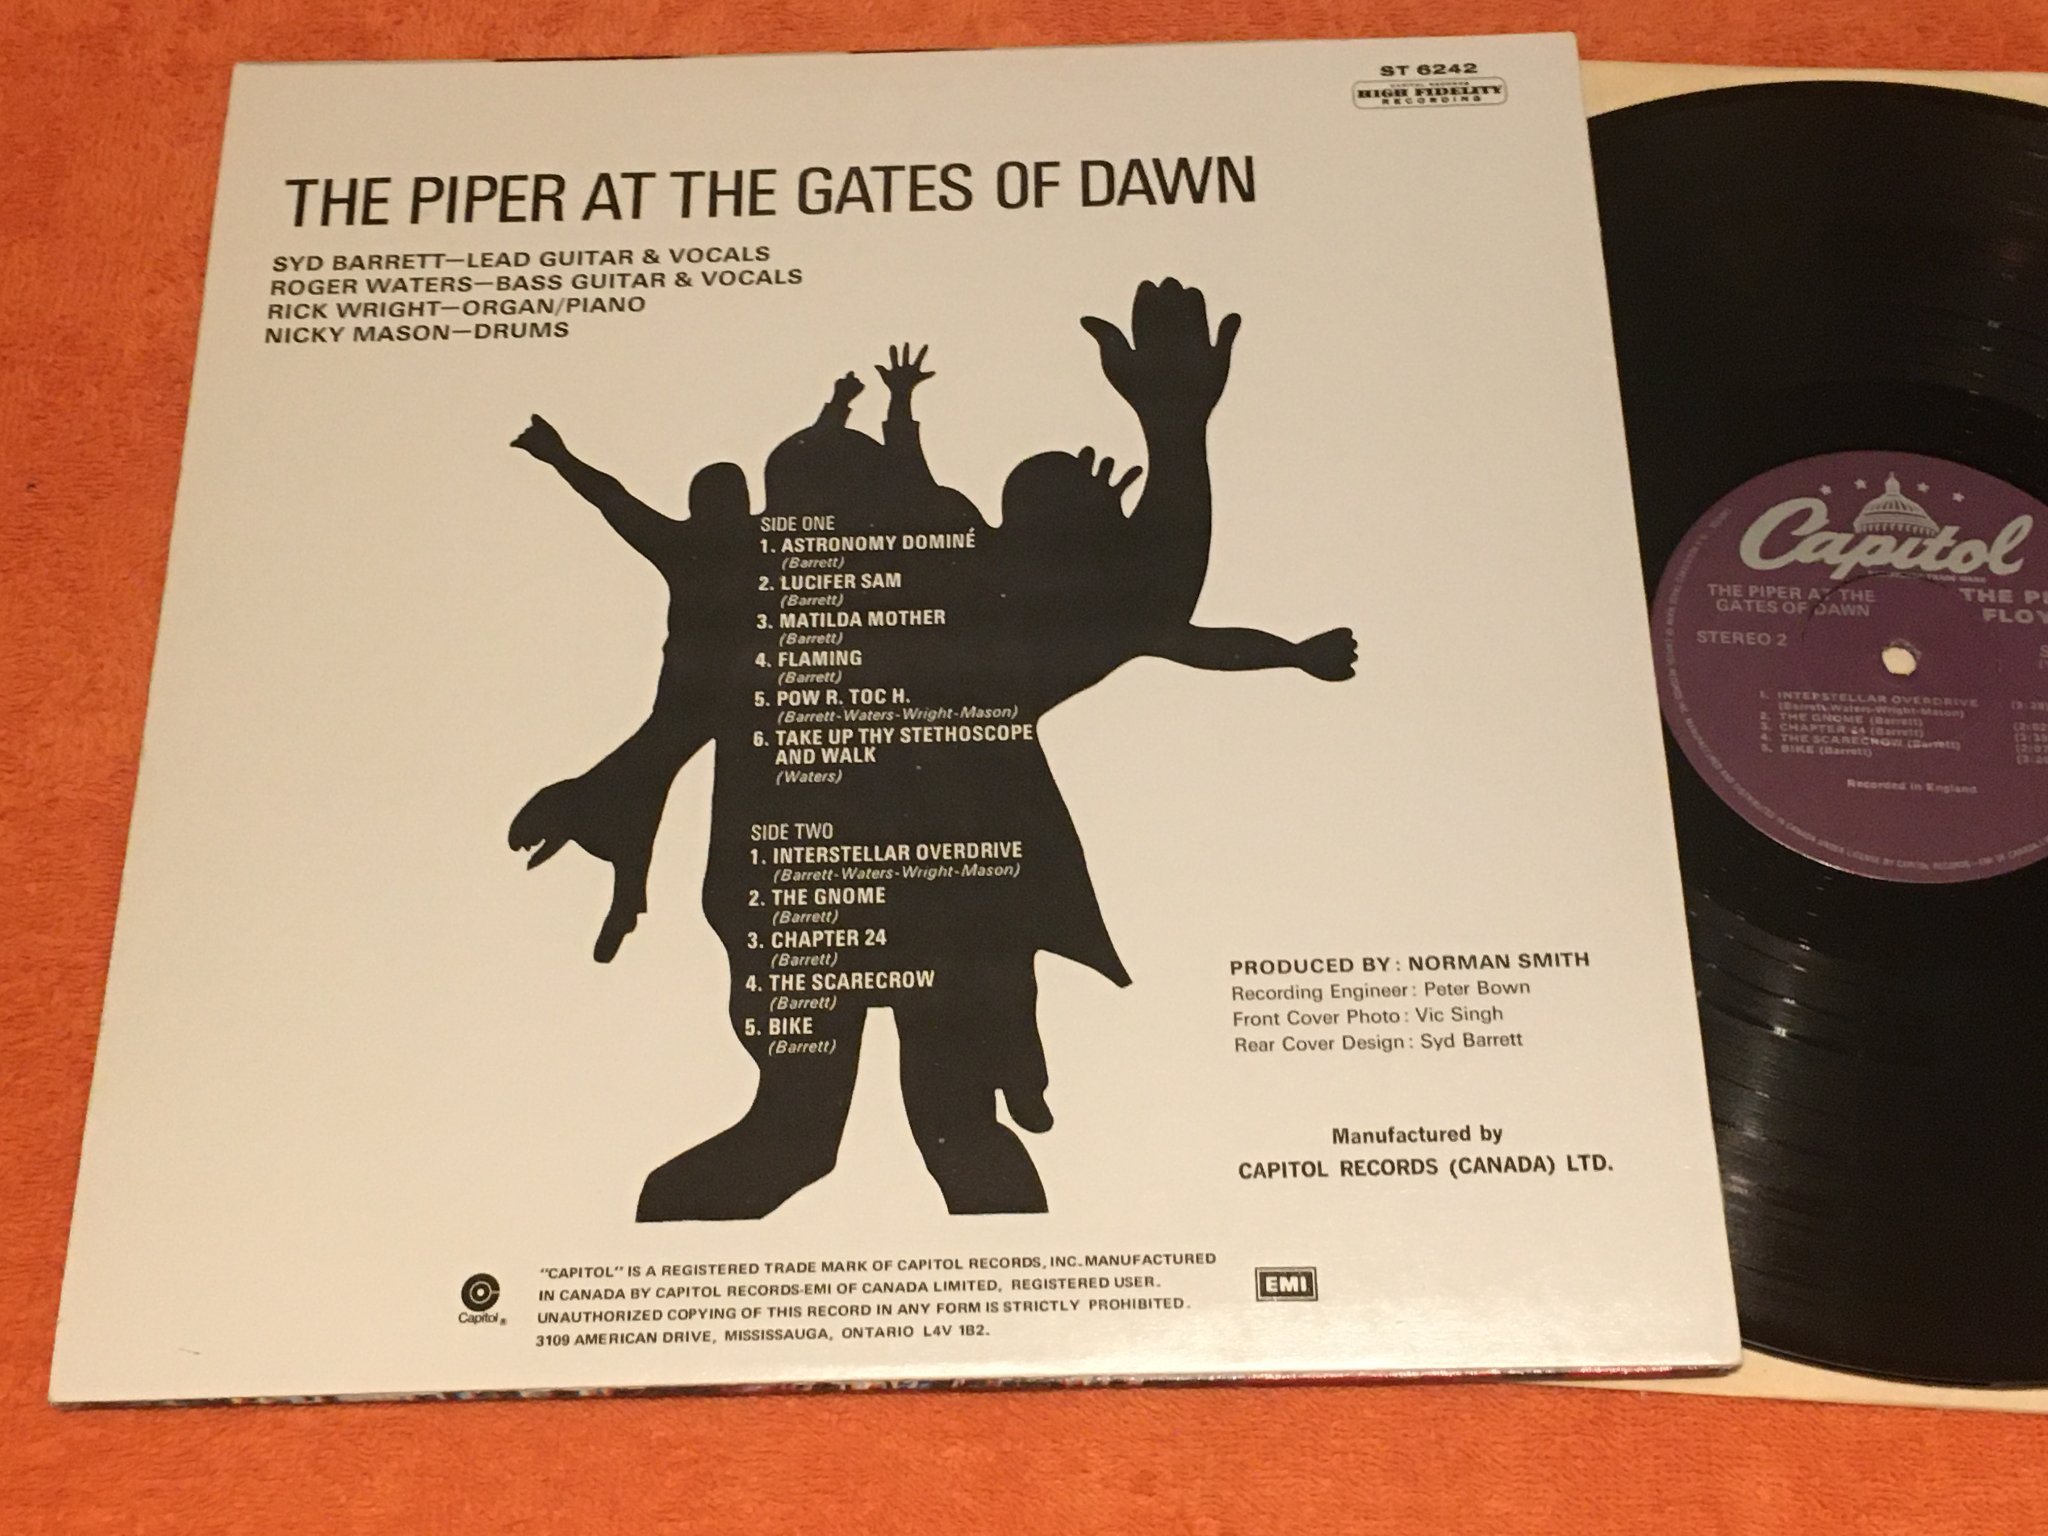 ST 6242
CAPITOL RECORDS
HIGH FIDELITY
RECORDING
THE PIPER AT THE GATES OF DAWN
SYD BARRETT—LEAD GUITAR & VOCALS
ROGER WATERS—BASS GUITAR & VOCALS
RICK WRIGHT—ORGAN/PIANO
NICKY MASON—DRUMS
SIDE ONE
1. ASTRONOMY DOMINÉ
(Barrett)
2. LUCIFER SAM
(Barrett)
3. MATILDA MOTHER
(Barrett)
4. FLAMING
(Barrett)
5. POW R. TOC H.
(Barrett-Waters-Wright-Mason)
6. TAKE UP THY STETHOSCOPE
AND WALK
(Waters)
SIDE TWO
1. INTERSTELLAR OVERDRIVE
(Barrett-Waters-Wright-Mason)
2. THE GNOME
(Barrett)
3. CHAPTER 24
(Barrett)
4. THE SCARECROW
(Barrett)
5. BIKE
(Barrett)
PRODUCED BY: NORMAN SMITH
Recording Engineer: Peter Bown
Front Cover Photo: Vic Singh
Rear Cover Design: Syd Barrett
Manufactured by
CAPITOL RECORDS (CANADA) LTD.
Capitol ®
"CAPITOL" IS A REGISTERED TRADE MARK OF CAPITOL RECORDS, INC. MANUFACTURED
IN CANADA BY CAPITOL RECORDS-EMI OF CANADA LIMITED, REGISTERED USER.
UNAUTHORIZED COPYING OF THIS RECORD IN ANY FORM IS STRICTLY PROHIBITED.
3109 AMERICAN DRIVE, MISSISSAUGA, ONTARIO L4V 1B2.
EMI
Capitol
THE PIPER AT THE
GATES OF DAWN
STEREO 2
THE
FLOY
1. INTERSTELLAR OVERDRIVE
(Barrett-Waters-Wright-Mason)
2. THE GNOME (Barrett)
3. CHAPTER 24 (Barrett)
4. THE SCARECROW (Barrett)
5. BIKE (Barrett)
Recorded in England